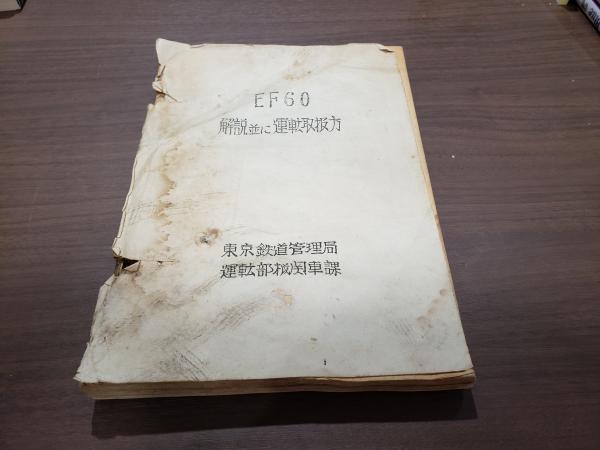 EF60
解説並に運転取扱方
東京鉄道管理局
運転部機関車課